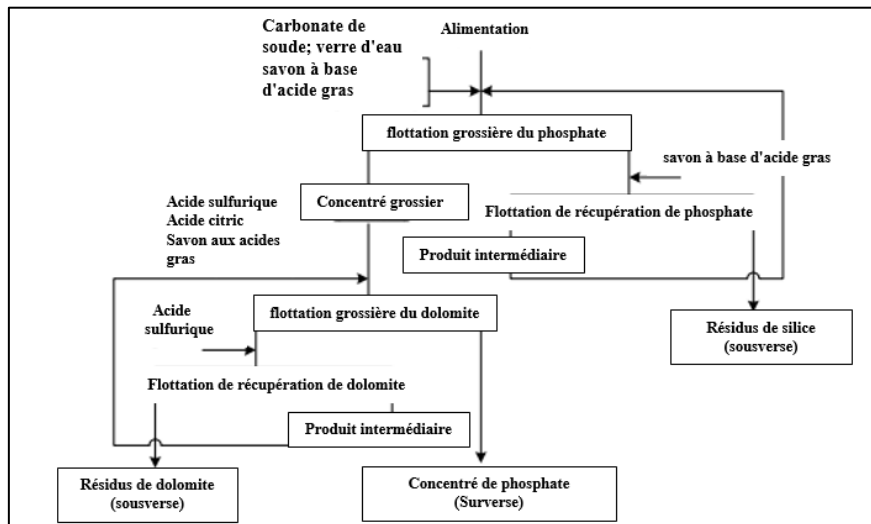 Carbonate de
soude; verre d'eau
savon à base
d'acide gras
Alimentation
flottation grossière du phosphate
savon à base d'acide gras
Concentré grossier
Flottation de récupération de phosphate
Acide sulfurique
Acide citric
Savon aux acides
gras
Produit intermédiaire
flottation grossière du dolomite
Acide
sulfurique
Résidus de silice
(sousverse)
Flottation de récupération de dolomite
Produit intermédiaire
Résidus de dolomite
(sousverse)
Concentré de phosphate
(Surverse)